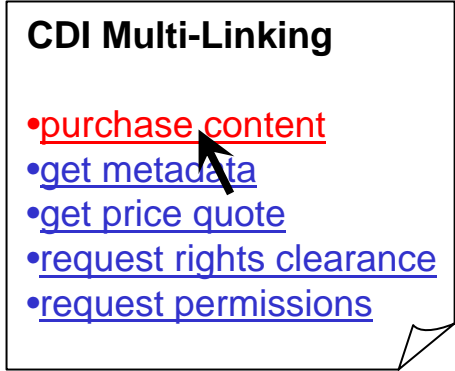 CDI Multi-Linking
•purchase content
•get metadata
•get price quote
•request rights clearance
•request permissions